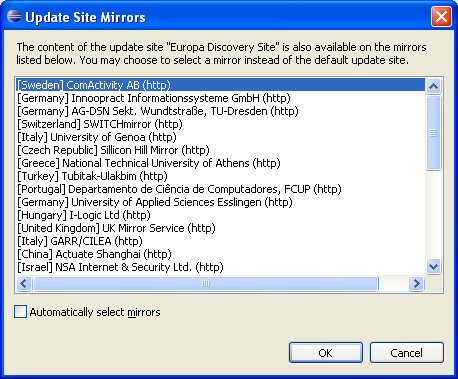 Update Site Mirrors
The content of the update site "Europa Discovery Site" is also available on the mirrors
listed below. You may choose to select a mirror instead of the default update site.
[Sweden] ComActivity AB (http)
[Germany] Innoopract Informationssysteme GmbH (http)
[Germany] AG-DSN Sekt. Wundtstraße, TU-Dresden (http)
[Switzerland] SWITCHmirror (http)
[Italy] University of Genoa (http)
[Czech Republic] Sillicon Hill Mirror (http)
[Greece] National Technical University of Athens (http)
[Turkey] Tubitak-Ulakbim (http)
[Portugal] Departamento de Ciência de Computadores, FCUP (http)
[Germany] University of Applied Sciences Esslingen (http)
[Hungary] I-Logic Ltd (http)
[United Kingdom] UK Mirror Service (http)
[Italy] GARR/CILEA (http)
[China] Actuate Shanghai (http)
[Israel] NSA Internet & Security Ltd. (http)
Automatically select mirrors
OK Cancel